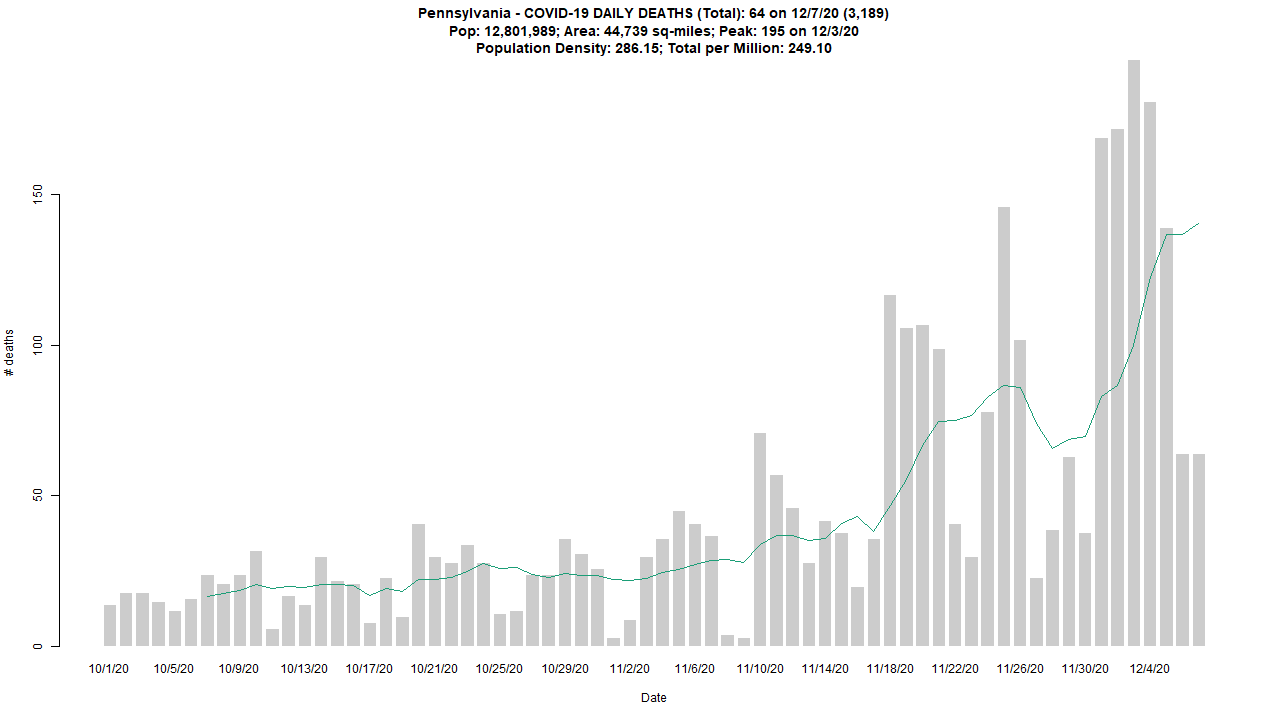 Pennsylvania - COVID-19 DAILY DEATHS (Total): 64 on 12/7/20 (3,189)
Pop: 12,801,989; Area: 44,739 sq-miles; Peak: 195 on 12/3/20
Population Density: 286.15; Total per Million: 249.10
150
100
50
0
# deaths
10/1/20 10/5/20 10/9/20 10/13/20 10/17/20 10/21/20 10/25/20 10/29/20 11/2/20 11/6/20 11/10/20 11/14/20 11/18/20 11/22/20 11/26/20 11/30/20 12/4/20
Date